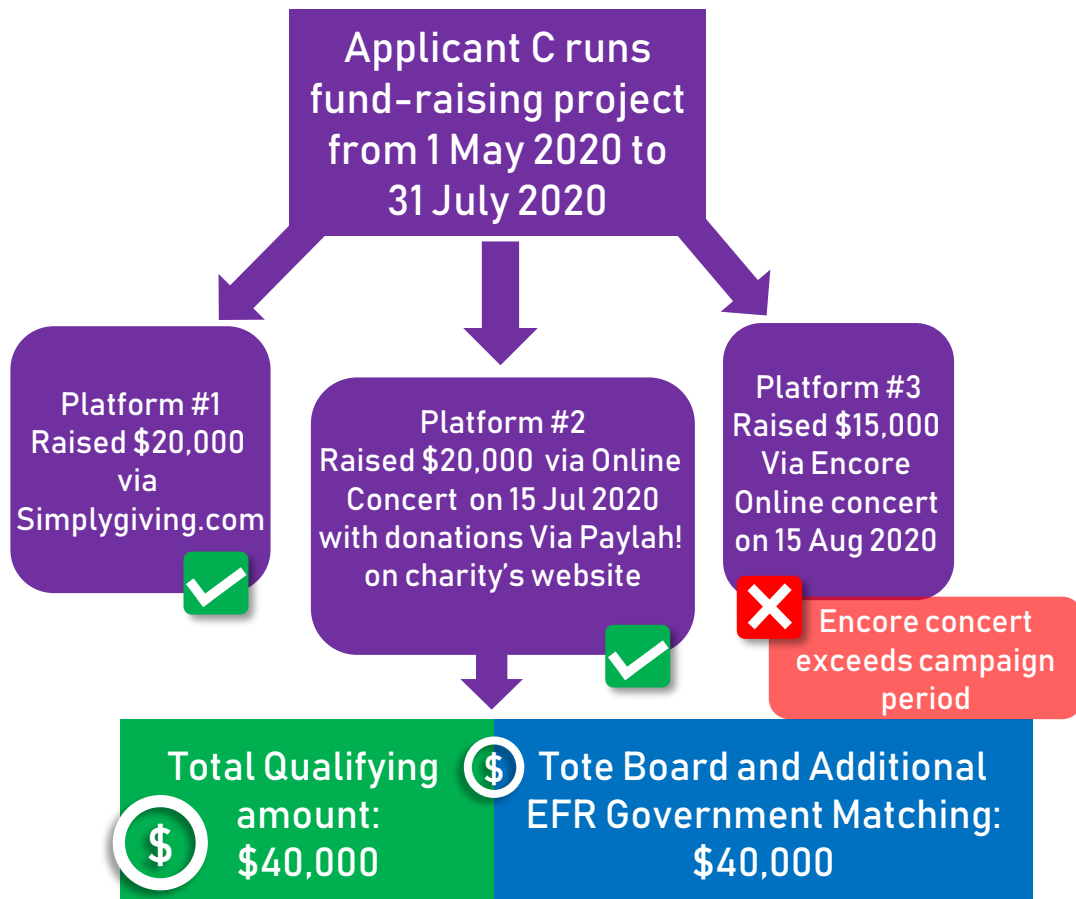 Applicant C runs
fund-raising project
from 1 May 2020 to
31 July 2020
Platform #1
Raised $20,000
via
Simplygiving.com
Platform #2
Raised $20,000 via Online
Concert on 15 Jul 2020
with donations Via Paylah!
on charity's website
Platform #3
Raised $15,000
Via Encore
Online concert
on 15 Aug 2020
Encore concert
exceeds campaign
period
Total Qualifying
amount:
$40,000
$
$
Tote Board and Additional
EFR Government Matching:
$40,000